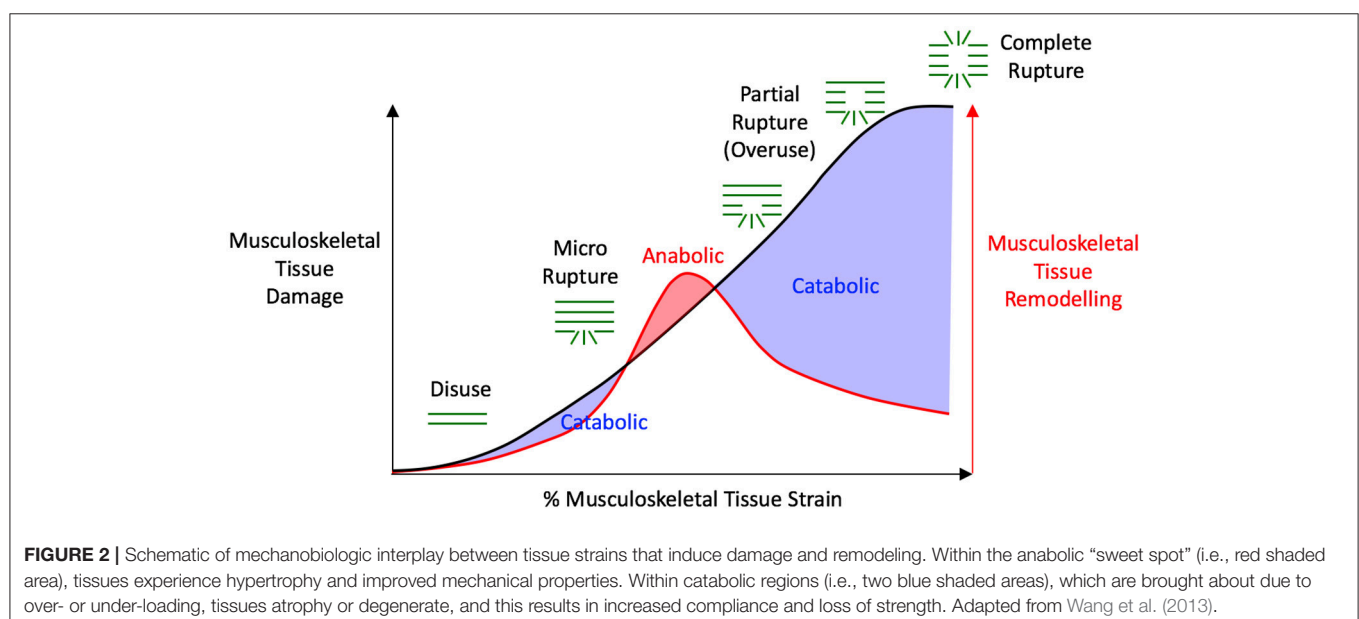 Complete
Rupture
Partial
Rupture
(Overuse)
Musculoskeletal
Tissue
Damage
Micro
Rupture
Anabolic
Catabolic
Musculoskeletal
Tissue
Remodelling
Disuse
Catabolic
% Musculoskeletal Tissue Strain
FIGURE 2 | Schematic of mechanobiologic interplay between tissue strains that induce damage and remodeling. Within the anabolic “sweet spot” (i.e., red shaded
area), tissues experience hypertrophy and improved mechanical properties. Within catabolic regions (i.e., two blue shaded areas), which are brought about due to
over- or under-loading, tissues atrophy or degenerate, and this results in increased compliance and loss of strength. Adapted from Wang et al. (2013).